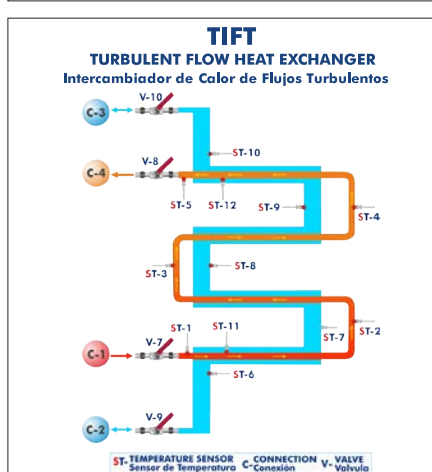 TIFT
TURBULENT FLOW HEAT EXCHANGER
Intercambiador de Calor de Flujos Turbulentos
V-10
C-3
ST-10
V-8
C-4
ST-5
ST-12
ST-9
ST-4
ST-3
ST-8
ST-1
ST-11
ST-7
ST-2
V-7
C-1
ST-6
V-9
C-2
ST- TEMPERATURE SENSOR C- CONNECTION V- VALVE
Sensor de Temperatura Conexión Valvula